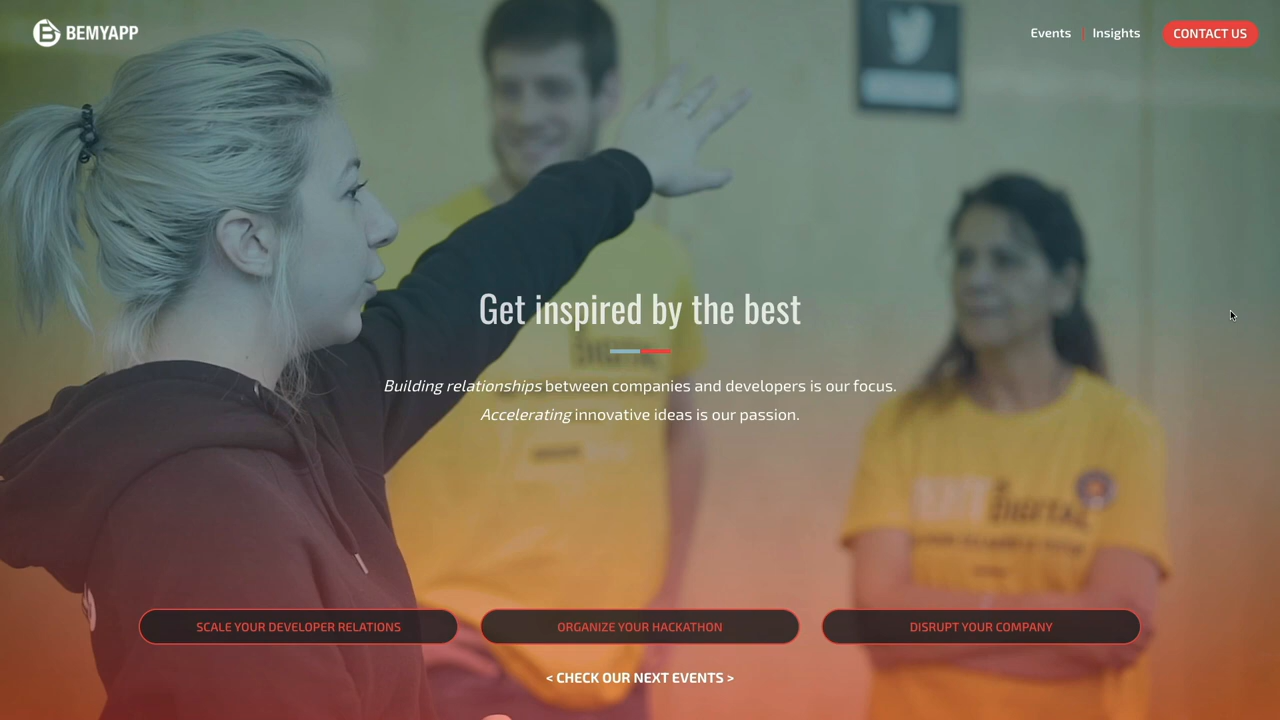 BEMYAPP
Events | Insights
CONTACT US
Get inspired by the best
Building relationships between companies and developers is our focus.
Accelerating innovative ideas is our passion.
DIGITAL
SCALE YOUR DEVELOPER RELATIONS
ORGANIZE YOUR HACKATHON
DISRUPT YOUR COMPANY
< CHECK OUR NEXT EVENTS >